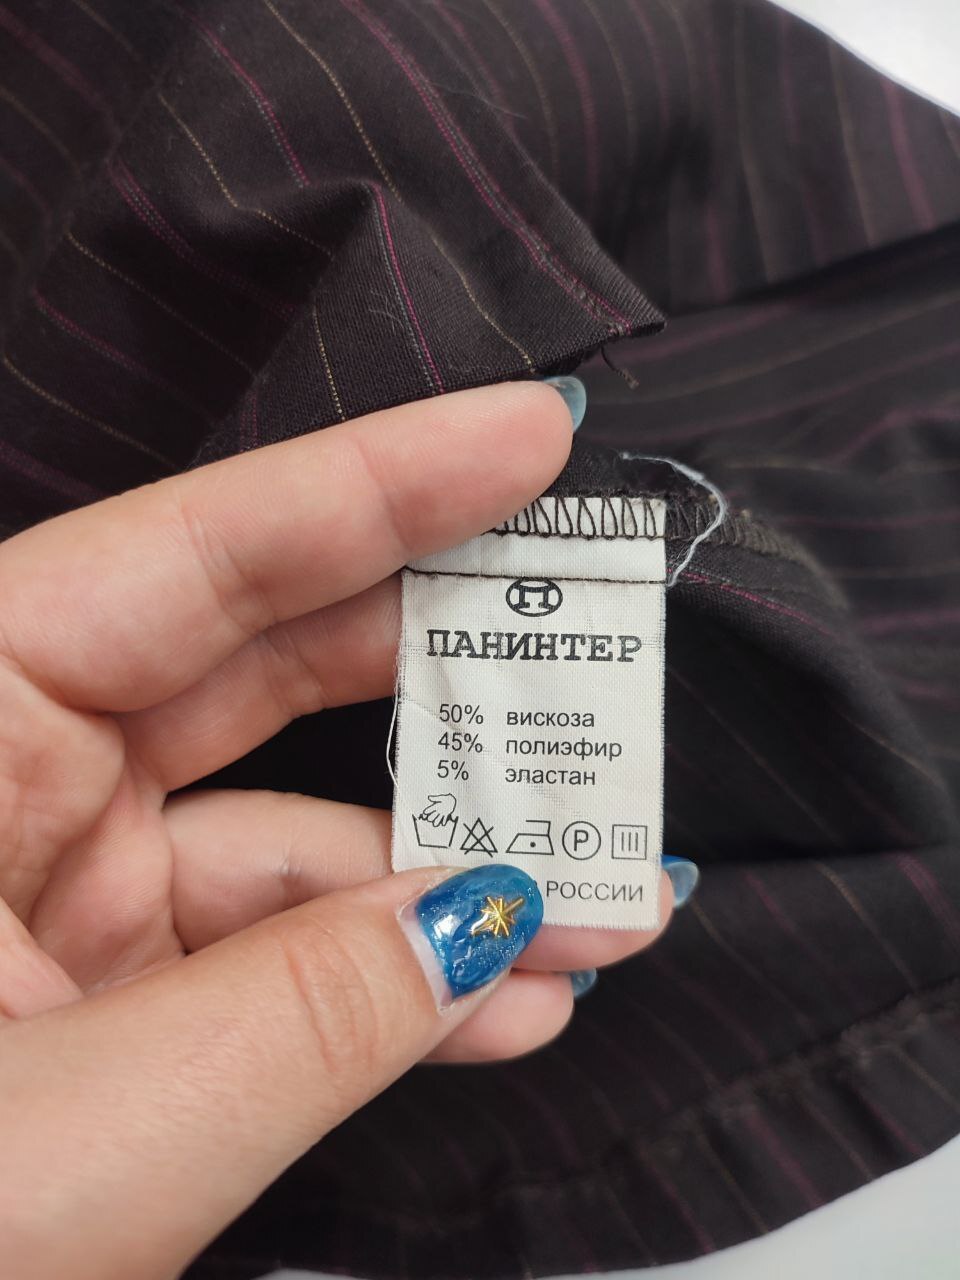 П
ПАНИНТЕР
50% вискоза
45% полиэфир
5% эластан
P
РОССИИ